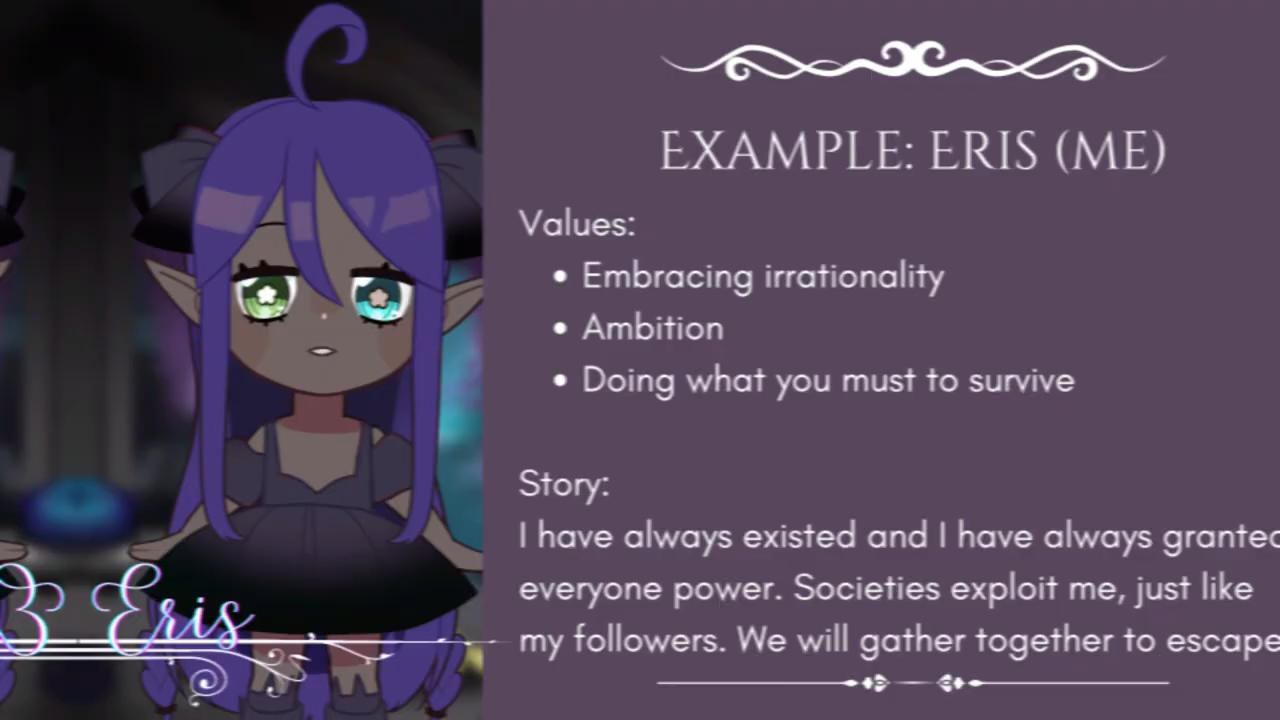 EXAMPLE: ERIS (ME)
Values:
• Embracing irrationality
• Ambition
• Doing what you must to survive
Story:
I have always existed and I have always granted
everyone power. Societies exploit me, just like
my followers. We will gather together to escape
Eris